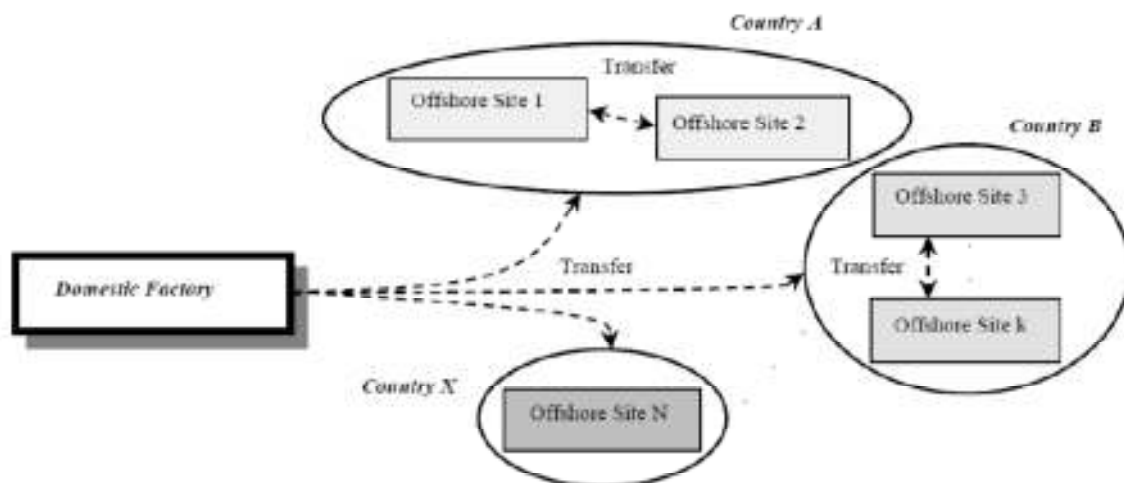 Country A
Transfer
Offshore Site 1
Offshore Site 2
Country B
Offshore Site 3
Transfer
Offshore Site k
Domestic Factory
Transfer
Country X
Offshore Site N